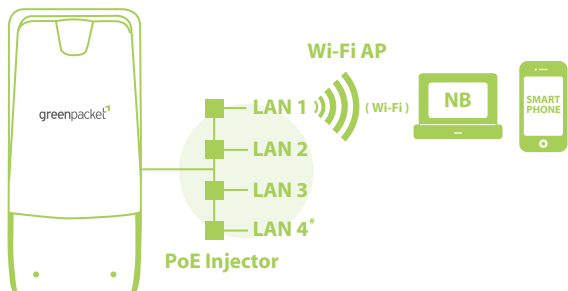 Wi-Fi AP
greenpacket
LAN 1
( Wi-Fi )
NB
SMART
PHONE
LAN 2
LAN 3
LAN 4*
PoE Injector